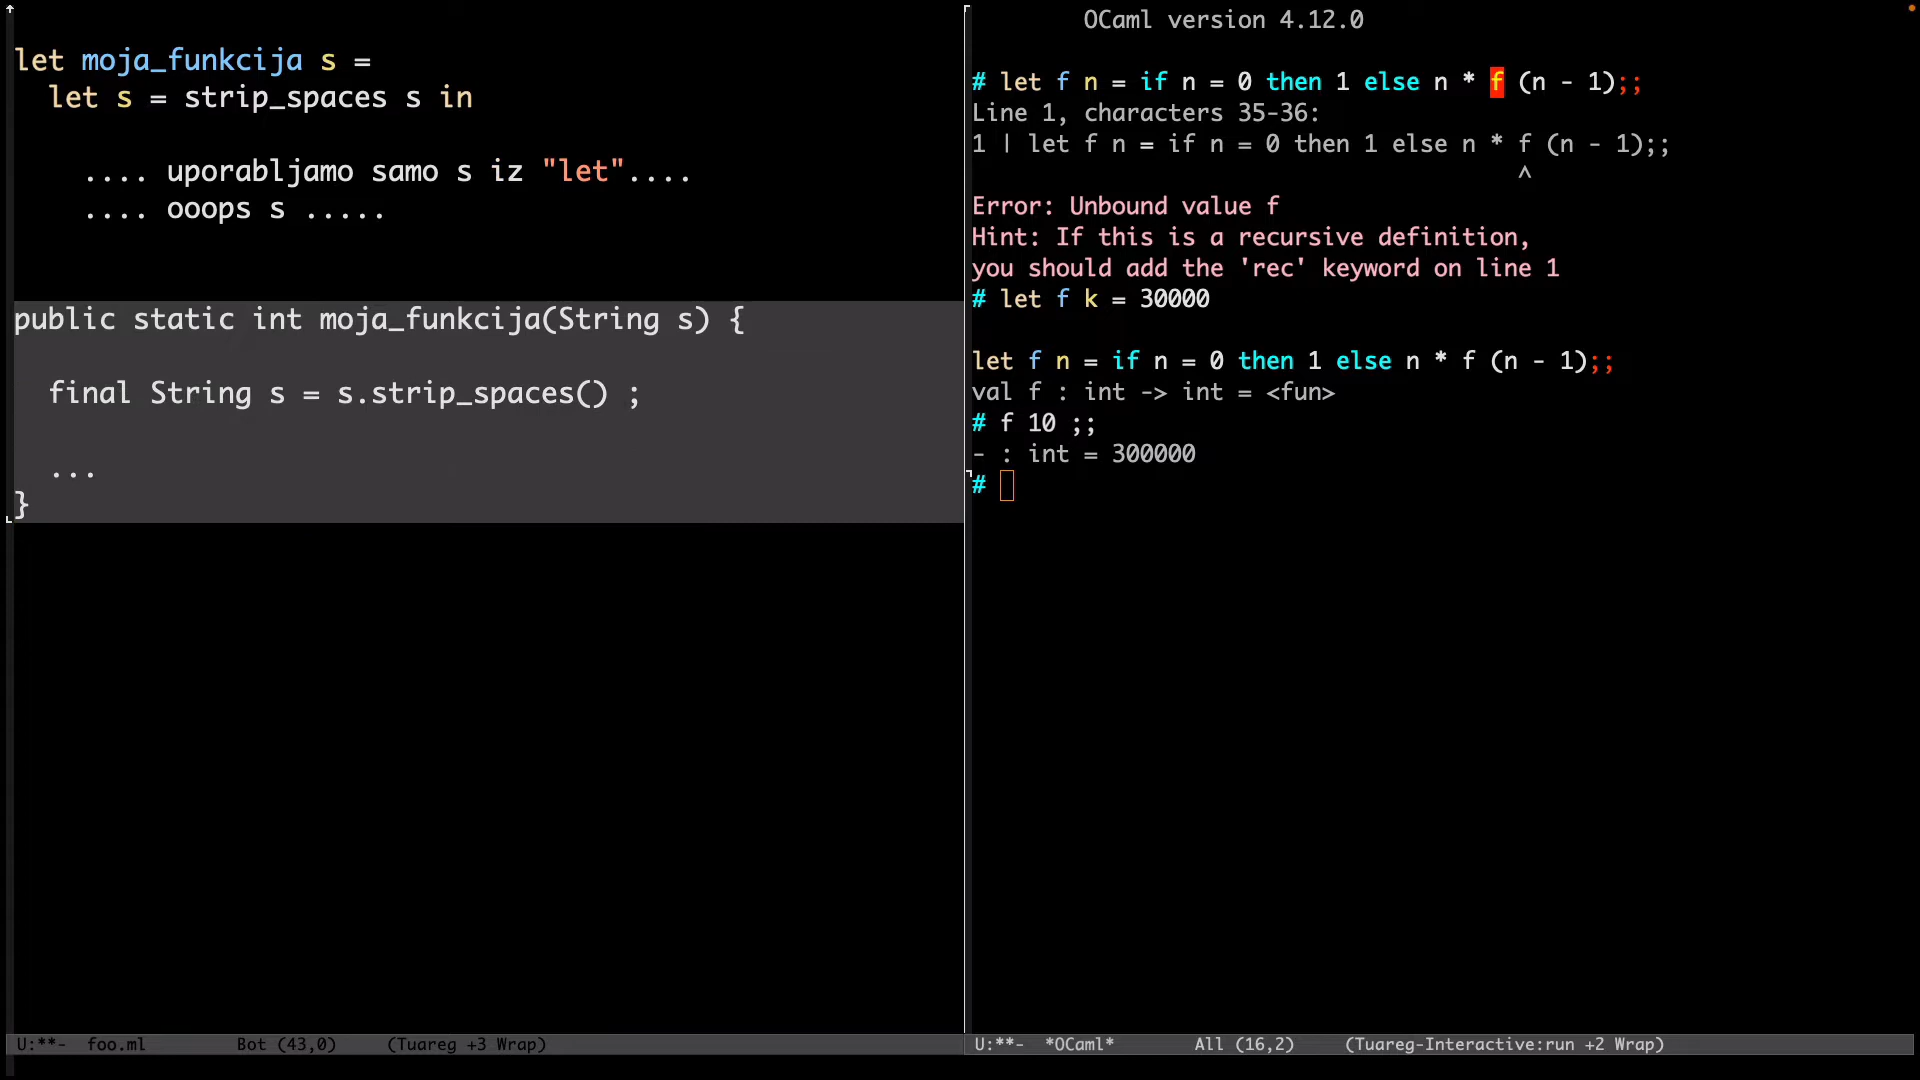 let moja_funkcija s =
  let s = strip_spaces s in
    .... uporabljamo samo s iz "let"....
    .... ooops s .....
public static int moja_funkcija(String s) {
  final String s = s.strip_spaces() ;
  ...
}
U:**-  foo.ml        Bot (43,0)    (Tuareg +3 Wrap)
        OCaml version 4.12.0
# let f n = if n = 0 then 1 else n * f (n - 1);;
Line 1, characters 35-36:
1 | let f n = if n = 0 then 1 else n * f (n - 1);;
                                       ^
Error: Unbound value f
Hint: If this is a recursive definition,
you should add the 'rec' keyword on line 1
# let f k = 30000
let f n = if n = 0 then 1 else n * f (n - 1);;
val f : int -> int = <fun>
# f 10 ;;
- : int = 300000
#
U:**-  *OCaml*       All (16,2)    (Tuareg-Interactive:run +2 Wrap)